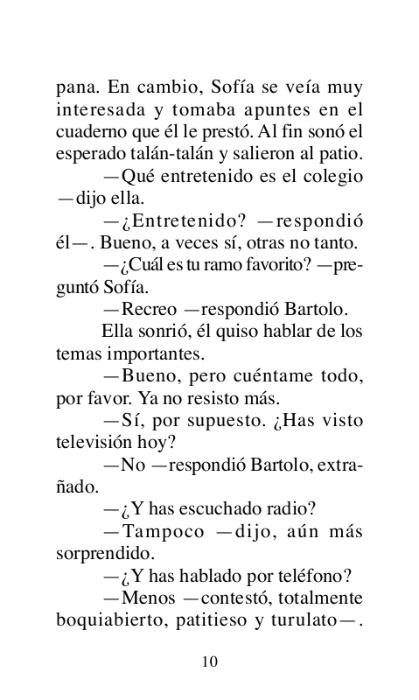 pana. En cambio, Sofía se veía muy
interesada y tomaba apuntes en el
cuaderno que él le prestó. Al fin sonó el
esperado talán-talán y salieron al patio.
—Qué entretenido es el colegio
—dijo ella.
—¿Entretenido? —respondió
él—. Bueno, a veces sí, otras no tanto.
—¿Cuál es tu ramo favorito? —pre-
guntó Sofía.
—Recreo —respondió Bartolo.
Ella sonrió, él quiso hablar de los
temas importantes.
—Bueno, pero cuéntame todo,
por favor. Ya no resisto más.
—Sí, por supuesto. ¿Has visto
televisión hoy?
—No —respondió Bartolo, extra-
ñado.
—¿Y has escuchado radio?
—Tampoco —dijo, aún más
sorprendido.
—¿Y has hablado por teléfono?
—Menos —contestó, totalmente
boquiabierto, patitieso y turulato—.
10